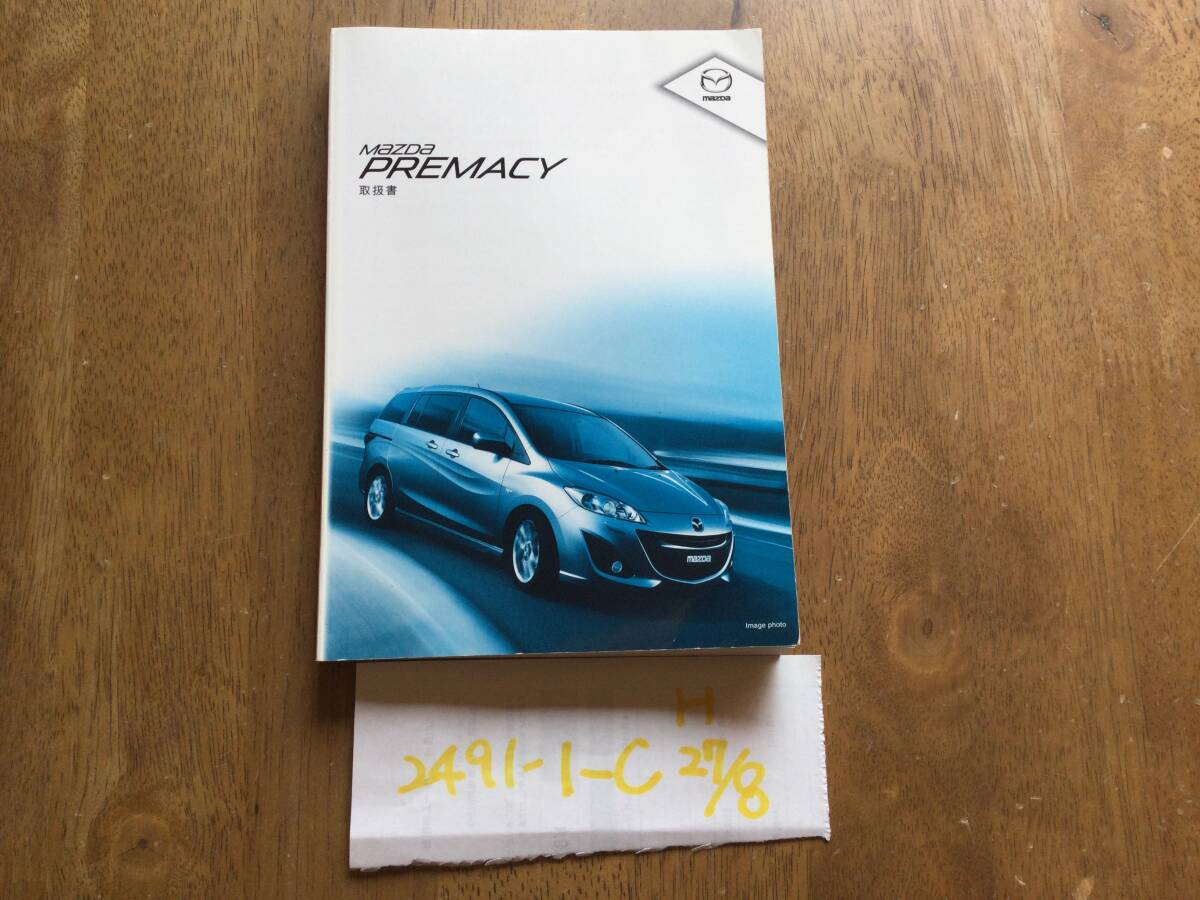 mazda
mazda
PREMACY
取扱書
mazda
Image photo
H
2491-1-C 27/8